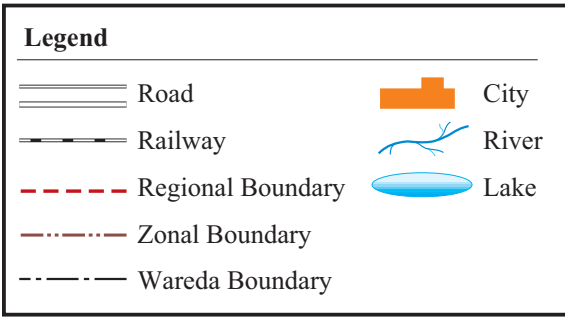 Legend
Road
City
Railway
River
Regional Boundary
Lake
Zonal Boundary
Wareda Boundary